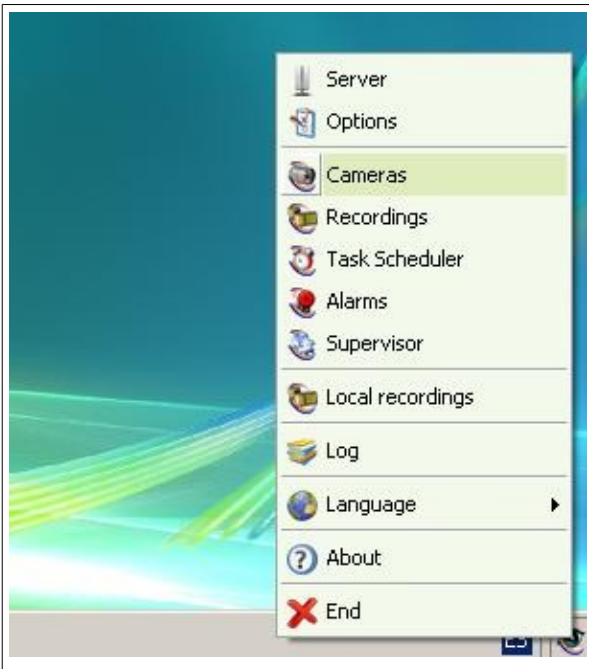 Server
Options
Cameras
Recordings
Task Scheduler
Alarms
Supervisor
Local recordings
Log
Language
About
End